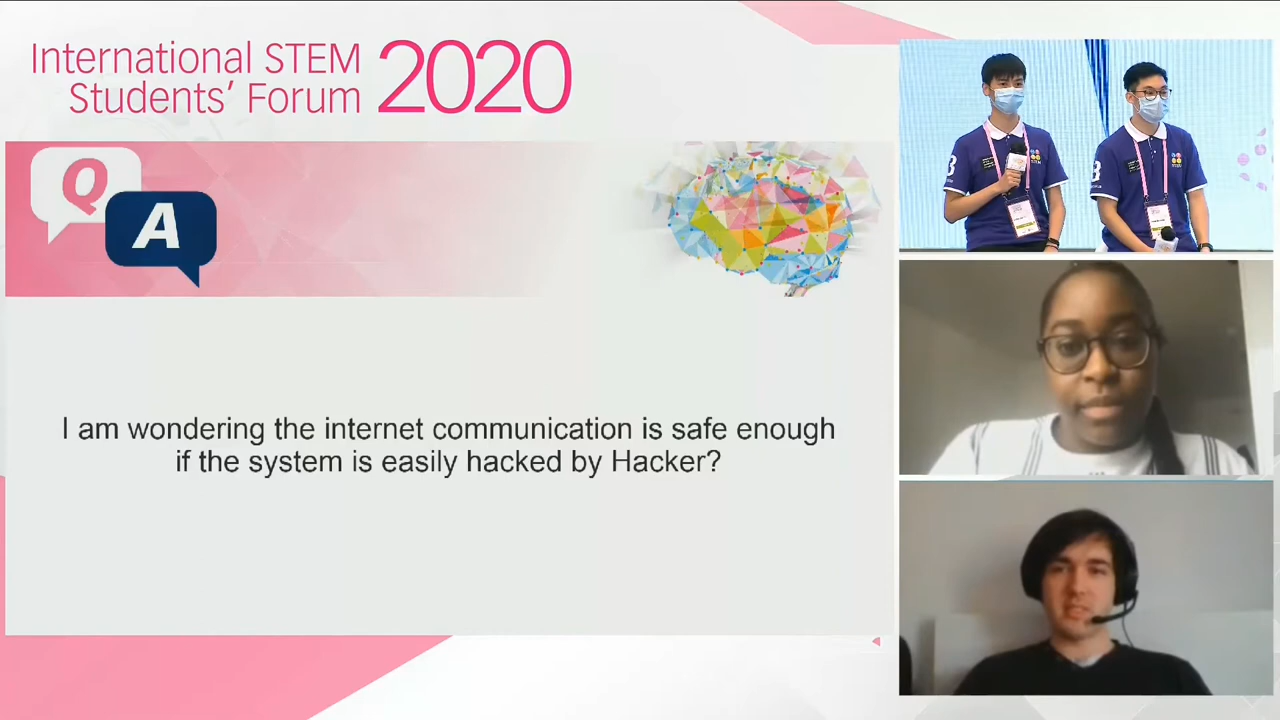 International STEM
Students' Forum
2020
Q
A
I am wondering the internet communication is safe enough
if the system is easily hacked by Hacker?